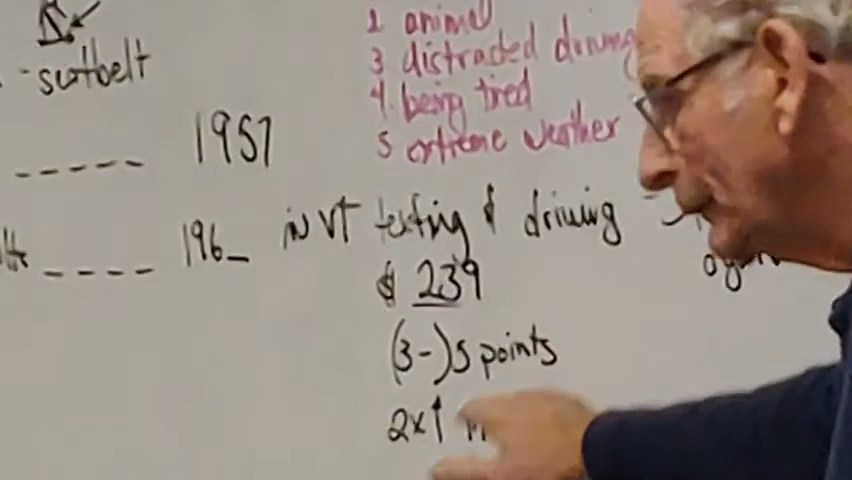 - seatbelt
2 animal
3 distracted driving
4. being tired
5 extreme weather
----- 1957
---- 196_
in VT texting & driving -
$ 239
(3-) 5 points
2x↑